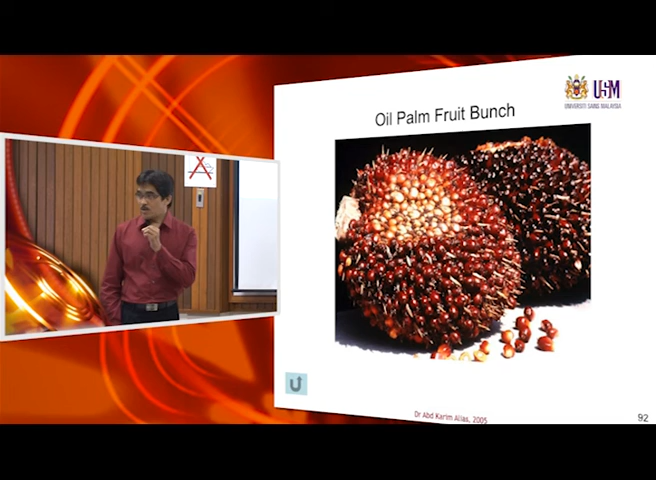 USM
UNIVERSITI SAINS MALAYSIA
Oil Palm Fruit Bunch
Dr Abd Karim Alias, 2005
92